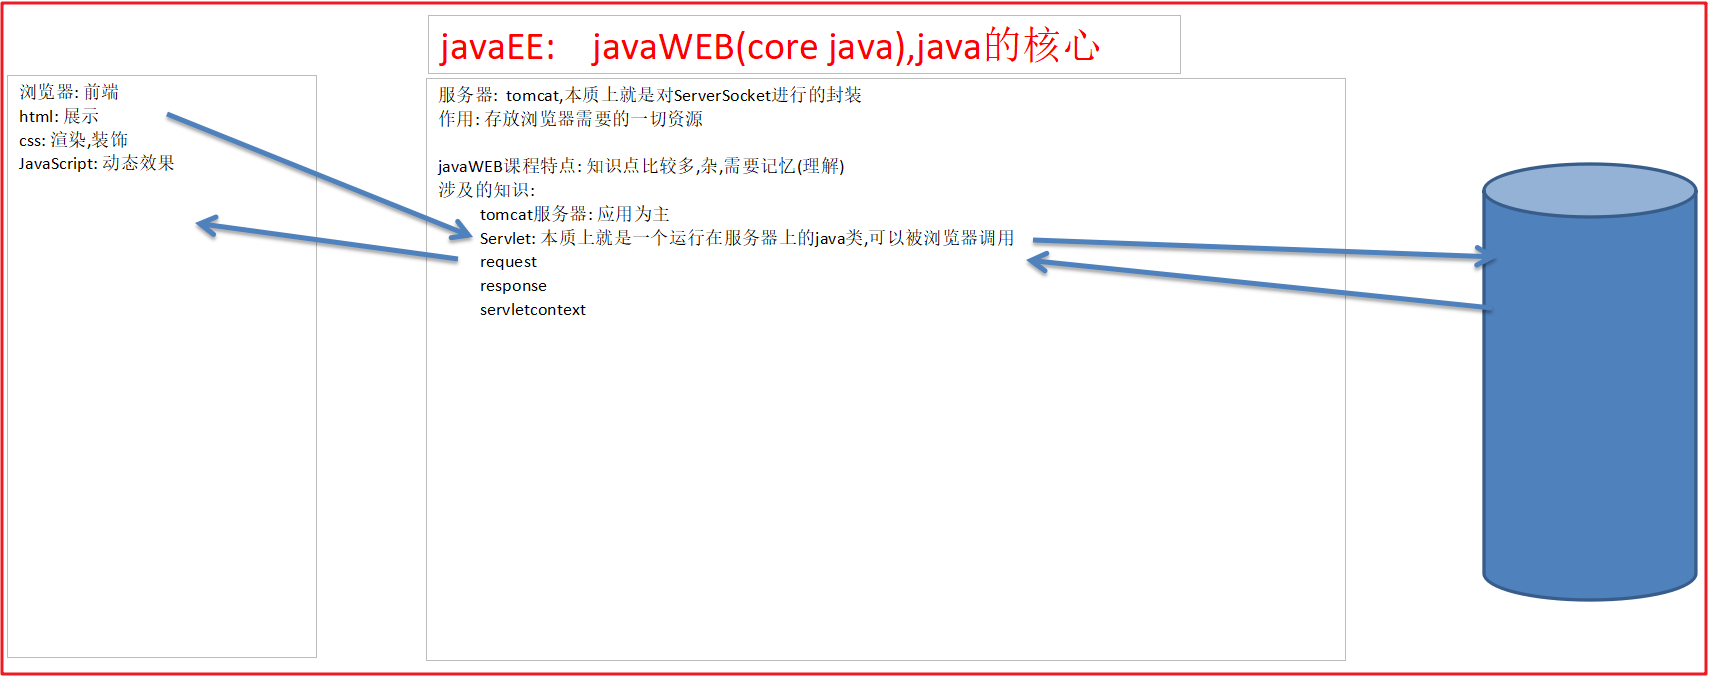 javaEE: javaWEB(core java),java的核心
浏览器: 前端
html: 展示
css: 渲染,装饰
JavaScript: 动态效果
服务器: tomcat,本质上就是对ServerSocket进行的封装
作用: 存放浏览器需要的一切资源
javaWEB课程特点: 知识点比较多,杂,需要记忆(理解)
涉及的知识:
tomcat服务器: 应用为主
Servlet: 本质上就是一个运行在服务器上的java类,可以被浏览器调用
request
response
servletcontext